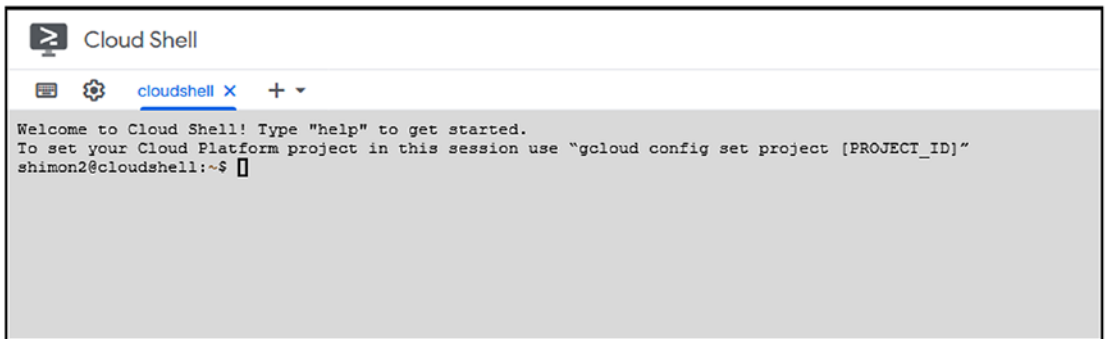 Cloud Shell
cloudshell
Welcome to Cloud Shell! Type "help" to get started.
To set your Cloud Platform project in this session use “gcloud config set project [PROJECT_ID]”
shimon2@cloudshell:~$